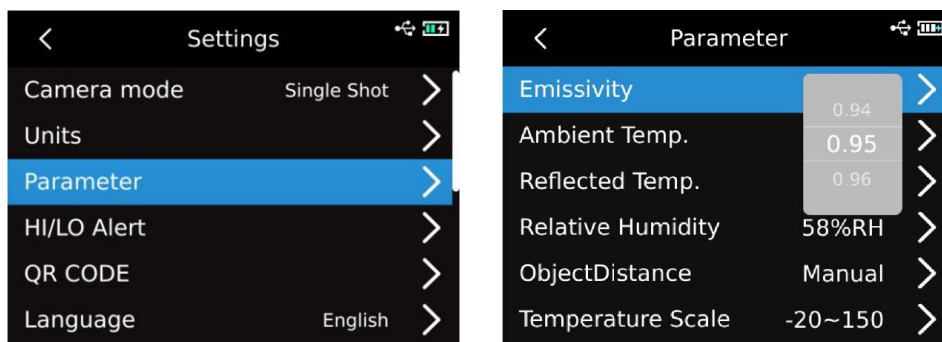 Settings
Camera mode Single Shot
Units
Parameter
HI/LO Alert
QR CODE
Language English
Parameter
Emissivity
0.94
Ambient Temp. 0.95
Reflected Temp. 0.96
Relative Humidity 58%RH
ObjectDistance Manual
Temperature Scale -20~150